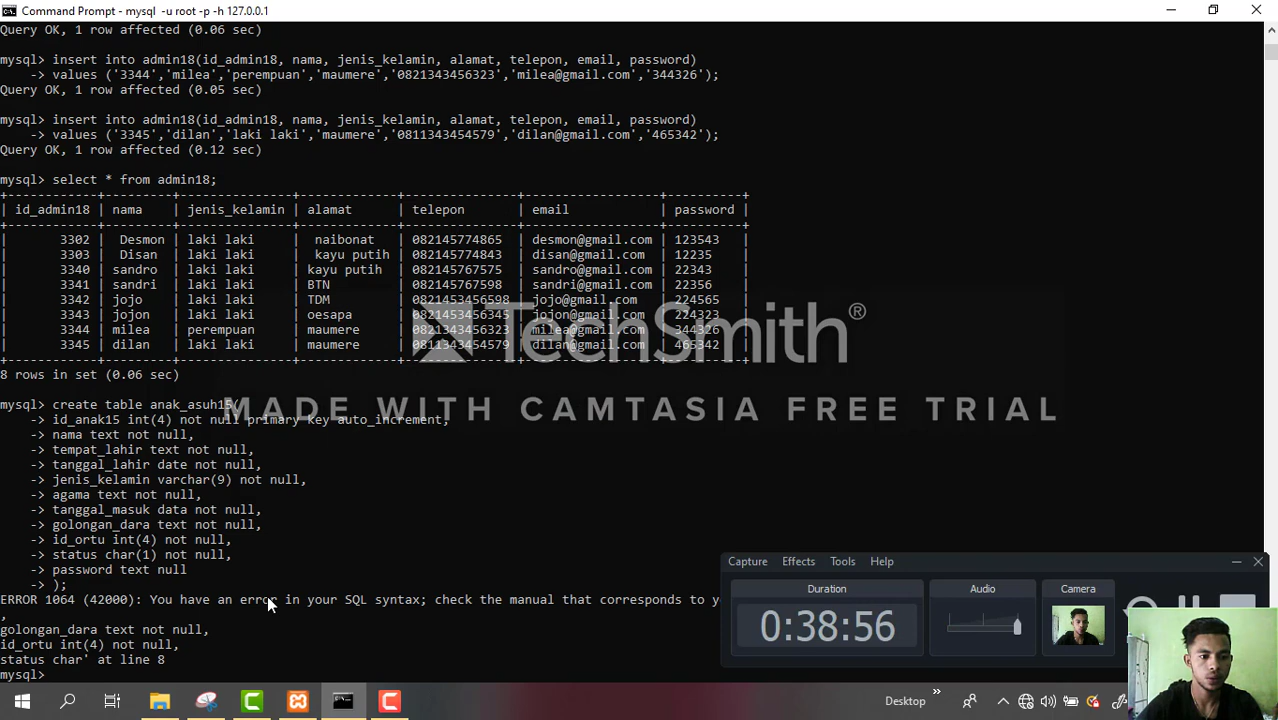 Command Prompt - mysql -u root -p -h 127.0.0.1
Query OK, 1 row affected (0.06 sec)
mysql> insert into admin18(id_admin18, nama, jenis_kelamin, alamat, telepon, email, password)
-> values ('3344','milea','perempuan','maumere','0821343456323','milea@gmail.com','344326');
Query OK, 1 row affected (0.05 sec)
mysql> insert into admin18(id_admin18, nama, jenis_kelamin, alamat, telepon, email, password)
-> values ('3345','dilan','laki laki','maumere','0811343454579','dilan@gmail.com','465342');
Query OK, 1 row affected (0.12 sec)
mysql> select * from admin18;
| id_admin18 | nama | jenis_kelamin | alamat | telepon | email | password |
| 3302 | Desmon | laki laki | naibonat | 082145774865 | desmon@gmail.com | 123543 |
| 3303 | Disan | laki laki | kayu putih | 082145774843 | disan@gmail.com | 12235 |
| 3340 | sandro | laki laki | kayu putih | 082145767575 | sandro@gmail.com | 22343 |
| 3341 | sandri | laki laki | BTN | 082145767598 | sandri@gmail.com | 22356 |
| 3342 | jojo | laki laki | TDM | 0821453456598 | jojo@gmail.com | 224565 |
| 3343 | jojon | laki laki | oesapa | 0821453456345 | jojon@gmail.com | 224323 |
| 3344 | milea | perempuan | maumere | 0821343456323 | milea@gmail.com | 344326 |
| 3345 | dilan | laki laki | maumere | 0811343454579 | dilan@gmail.com | 465342 |
8 rows in set (0.06 sec)
TechSmith®
MADE WITH CAMTASIA FREE TRIAL
mysql> create table anak_asuh15(
-> id_anak15 int(4) not null primary key auto_increment,
-> nama text not null,
-> tempat_lahir text not null,
-> tanggal_lahir date not null,
-> jenis_kelamin varchar(9) not null,
-> agama text not null,
-> tanggal_masuk data not null,
-> golongan_dara text not null,
-> id_ortu int(4) not null,
-> status char(1) not null,
-> password text null
-> );
ERROR 1064 (42000): You have an error in your SQL syntax; check the manual that corresponds to
,
golongan_dara text not null,
id_ortu int(4) not null,
status char' at line 8
mysql>
Capture Effects Tools Help
Duration Audio Camera
0:38:56
Desktop